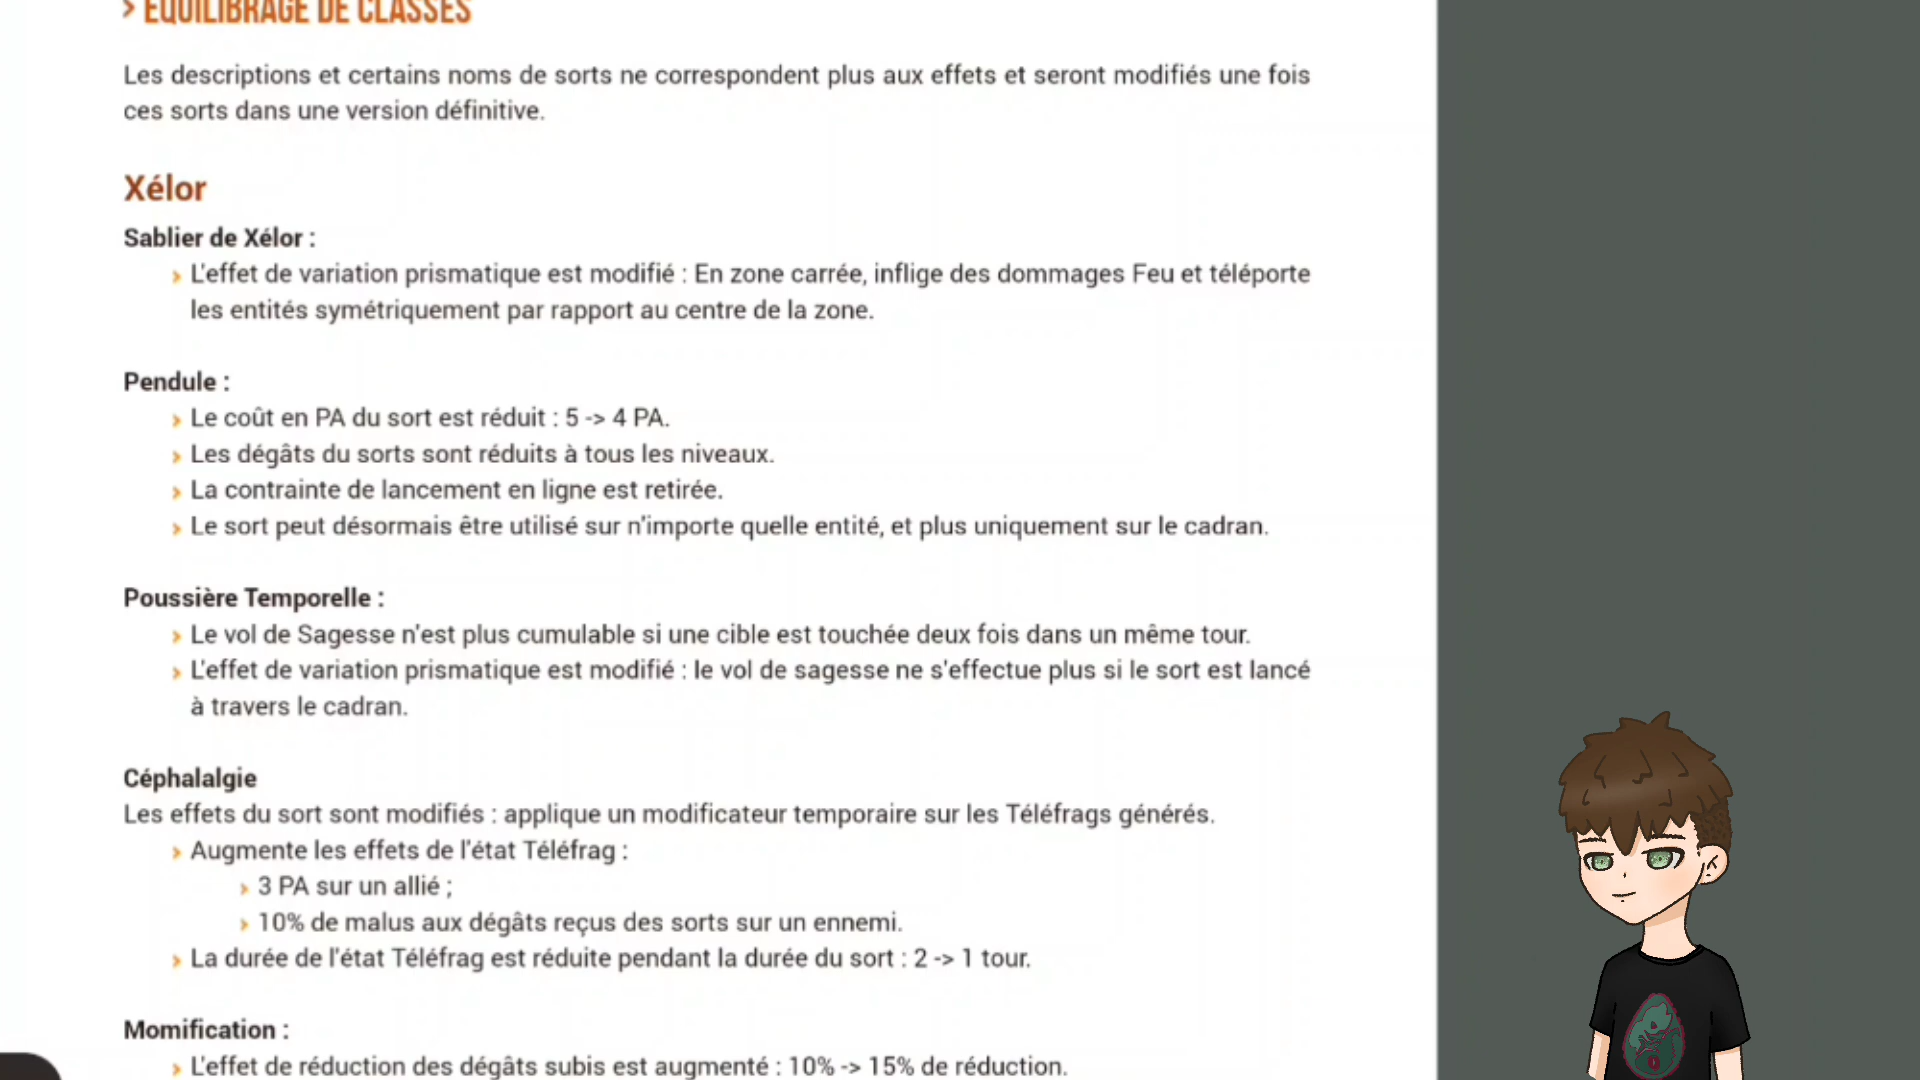 > ÉQUILIBRAGE DE CLASSES
Les descriptions et certains noms de sorts ne correspondent plus aux effets et seront modifiés une fois
ces sorts dans une version définitive.
Xélor
Sablier de Xélor :
› L'effet de variation prismatique est modifié : En zone carrée, inflige des dommages Feu et téléporte
les entités symétriquement par rapport au centre de la zone.
Pendule :
› Le coût en PA du sort est réduit : 5 -> 4 PA.
› Les dégâts du sorts sont réduits à tous les niveaux.
› La contrainte de lancement en ligne est retirée.
› Le sort peut désormais être utilisé sur n'importe quelle entité, et plus uniquement sur le cadran.
Poussière Temporelle :
› Le vol de Sagesse n'est plus cumulable si une cible est touchée deux fois dans un même tour.
› L'effet de variation prismatique est modifié : le vol de sagesse ne s'effectue plus si le sort est lancé
à travers le cadran.
Céphalalgie
Les effets du sort sont modifiés : applique un modificateur temporaire sur les Téléfrags générés.
› Augmente les effets de l'état Téléfrag :
› 3 PA sur un allié ;
› 10% de malus aux dégâts reçus des sorts sur un ennemi.
› La durée de l'état Téléfrag est réduite pendant la durée du sort : 2 -> 1 tour.
Momification :
› L'effet de réduction des dégâts subis est augmenté : 10% -> 15% de réduction.